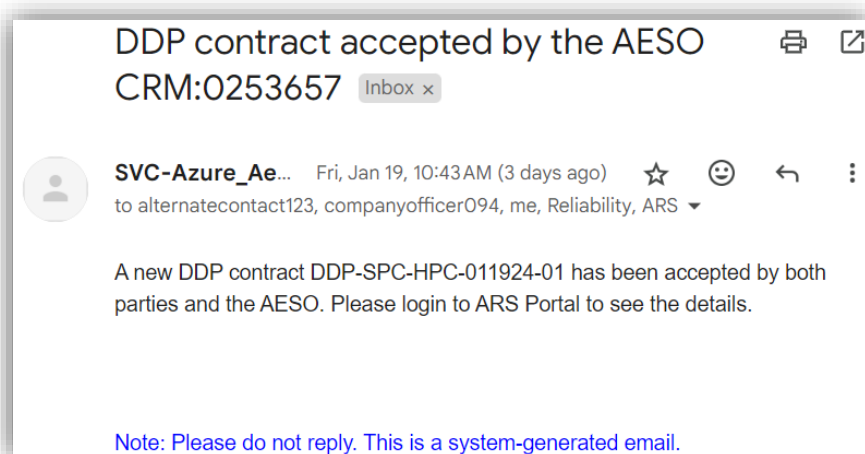 DDP contract accepted by the AESO
CRM:0253657 Inbox ×
SVC-Azure_Ae... Fri, Jan 19, 10:43 AM (3 days ago)
to alternatecontact123, companyofficer094, me, Reliability, ARS
A new DDP contract DDP-SPC-HPC-011924-01 has been accepted by both
parties and the AESO. Please login to ARS Portal to see the details.
Note: Please do not reply. This is a system-generated email.